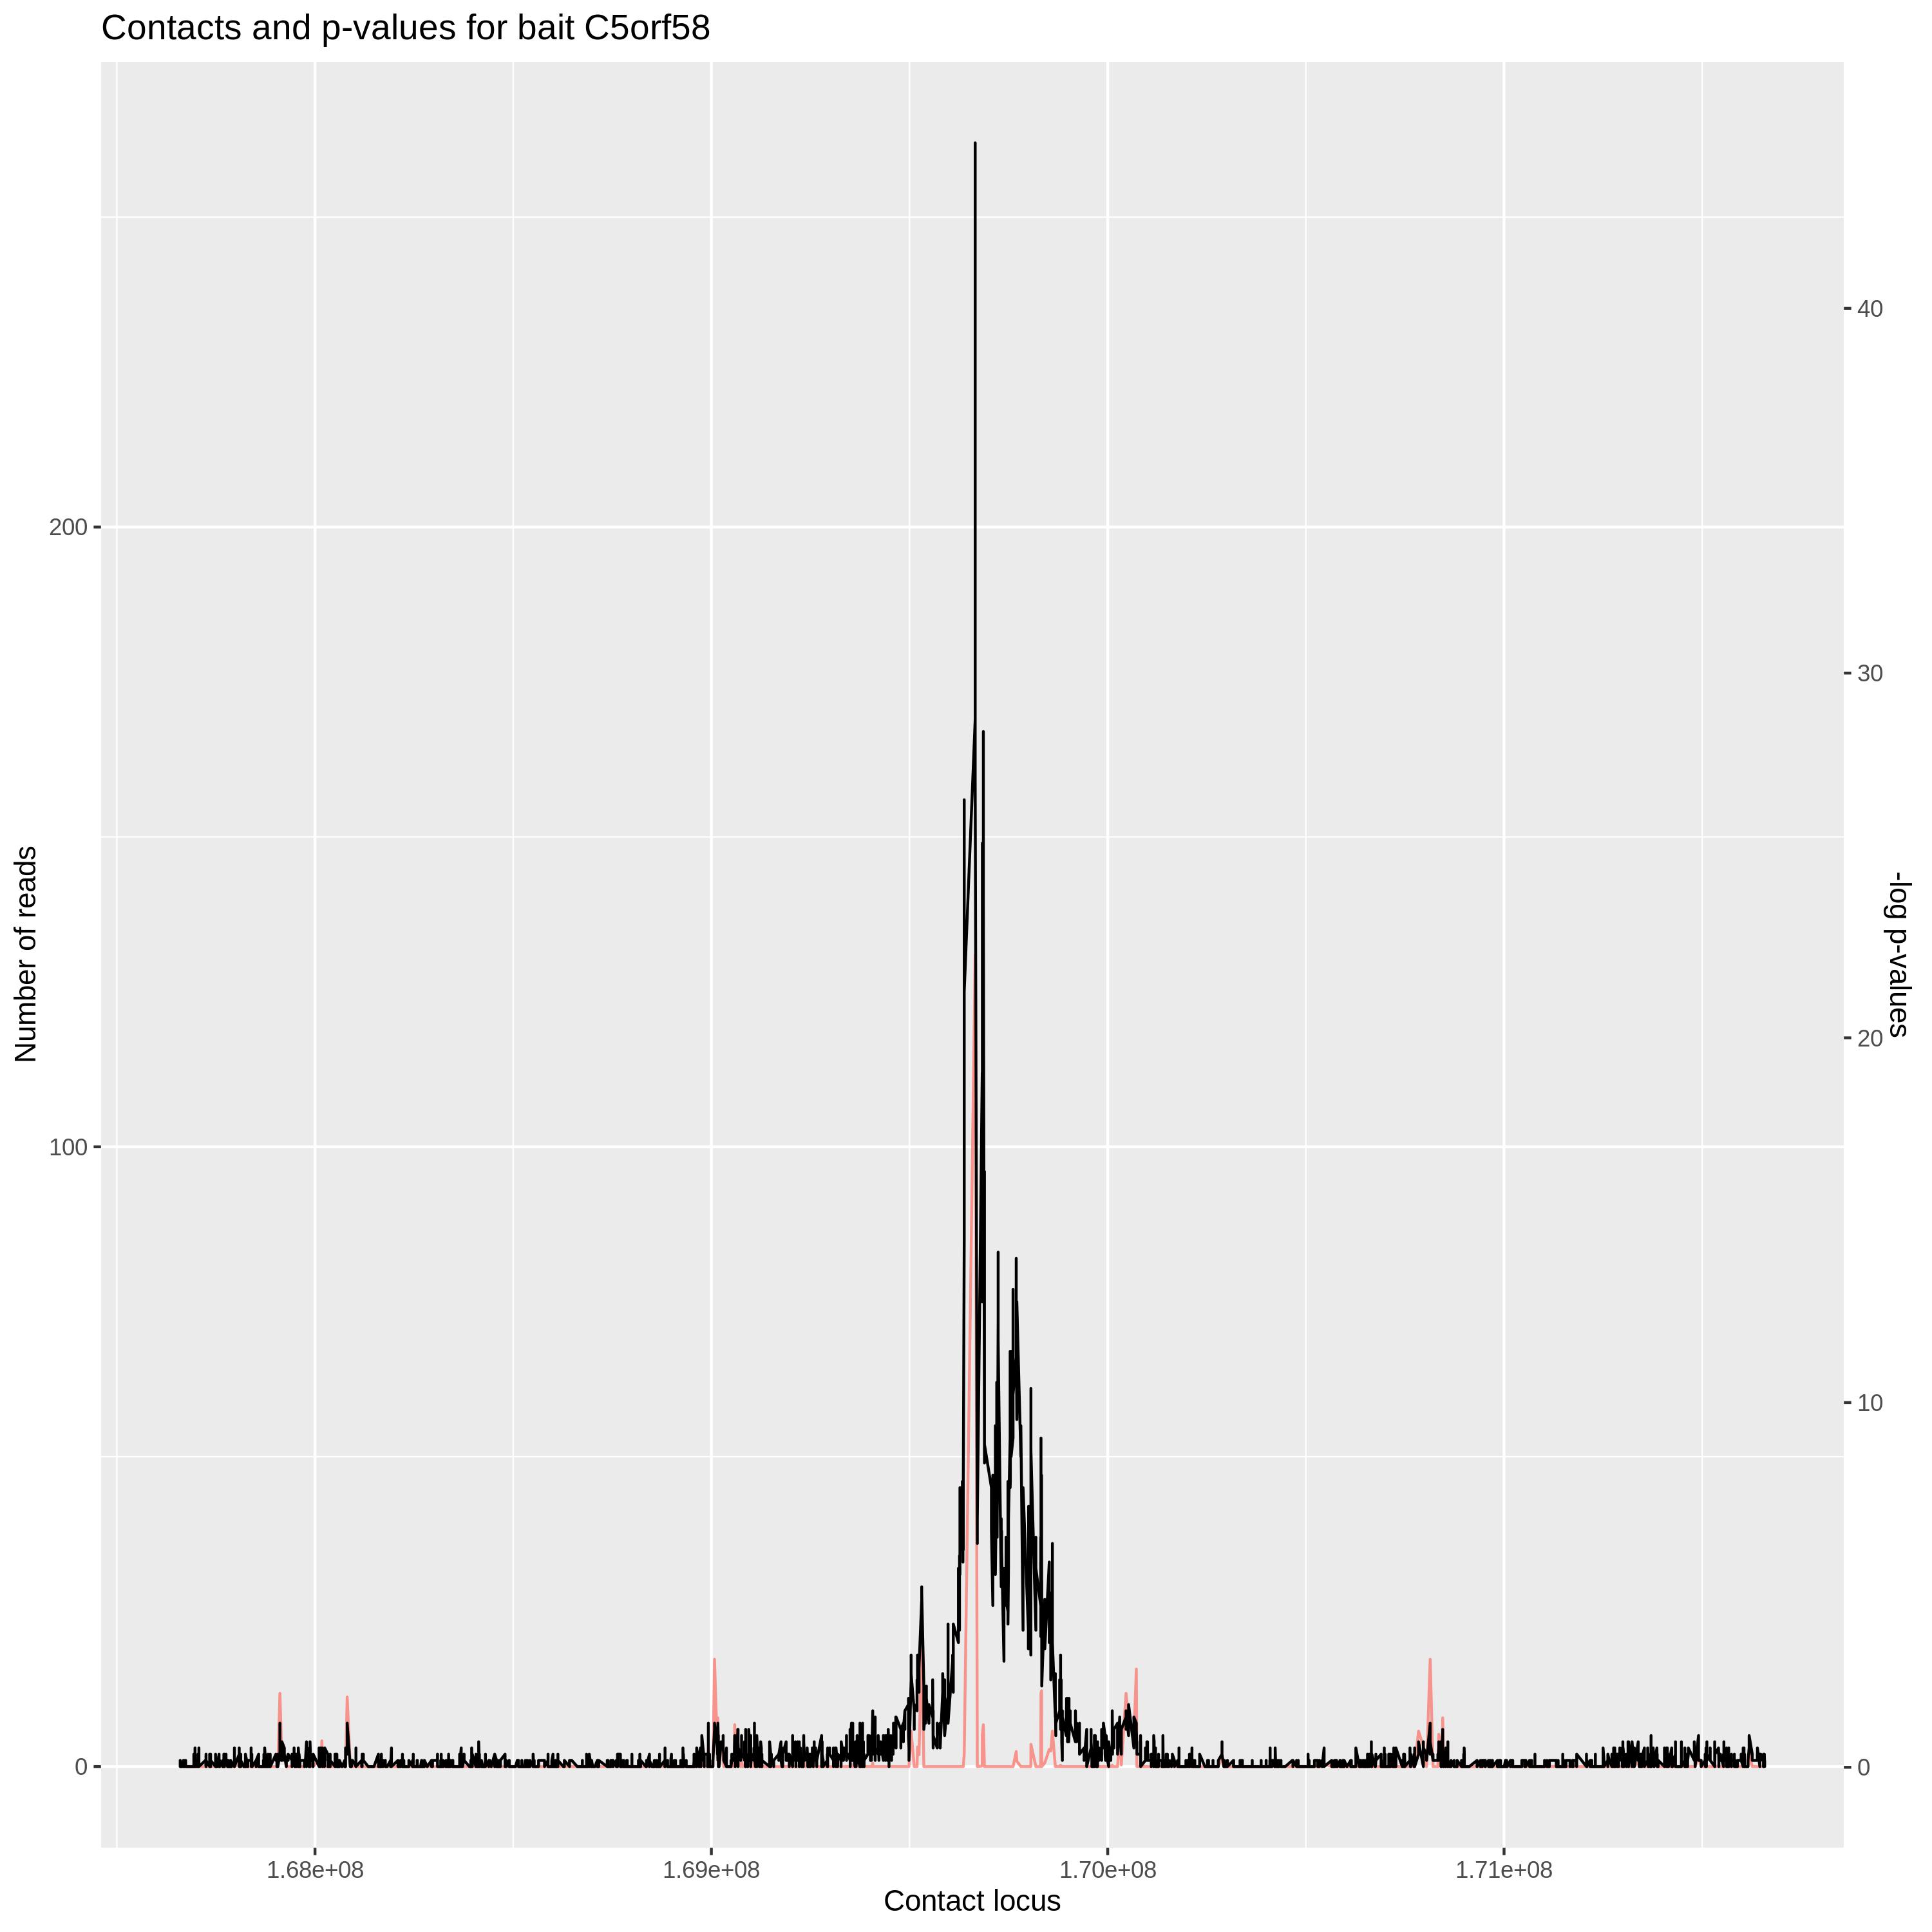 Contacts and p-values for bait C5orf58
Number of reads
200
100
0
40
30
20
10
0
-log p-values
1.68e+08
1.69e+08
1.70e+08
1.71e+08
Contact locus